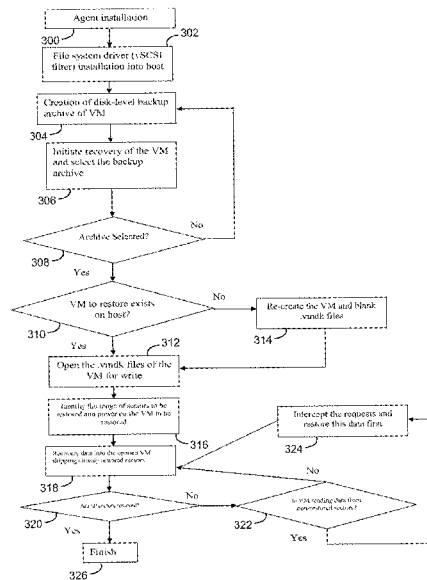 Agent installation
300
302
File system driver (vSCSI
filter) installation into host
Creation of disk-level backup
archive of VM
304
Initiate recovery of the VM
and select the backup
archive
306
No
Archive Selected?
308
Yes
VM to restore exists
on host?
No
310
Re-create the VM and blank
.vmdk files
314
Yes
312
Open the .vmdk files of the
VM for write
Identify the range of sectors to be
restored and power on the VM to be
restored
316
Intercept the requests and
restore this data first
324
Recovery data into the opened VM
skipping already restored sectors
318
No
No
320
Is VM reading data from
322
Yes
Yes
Finish
326